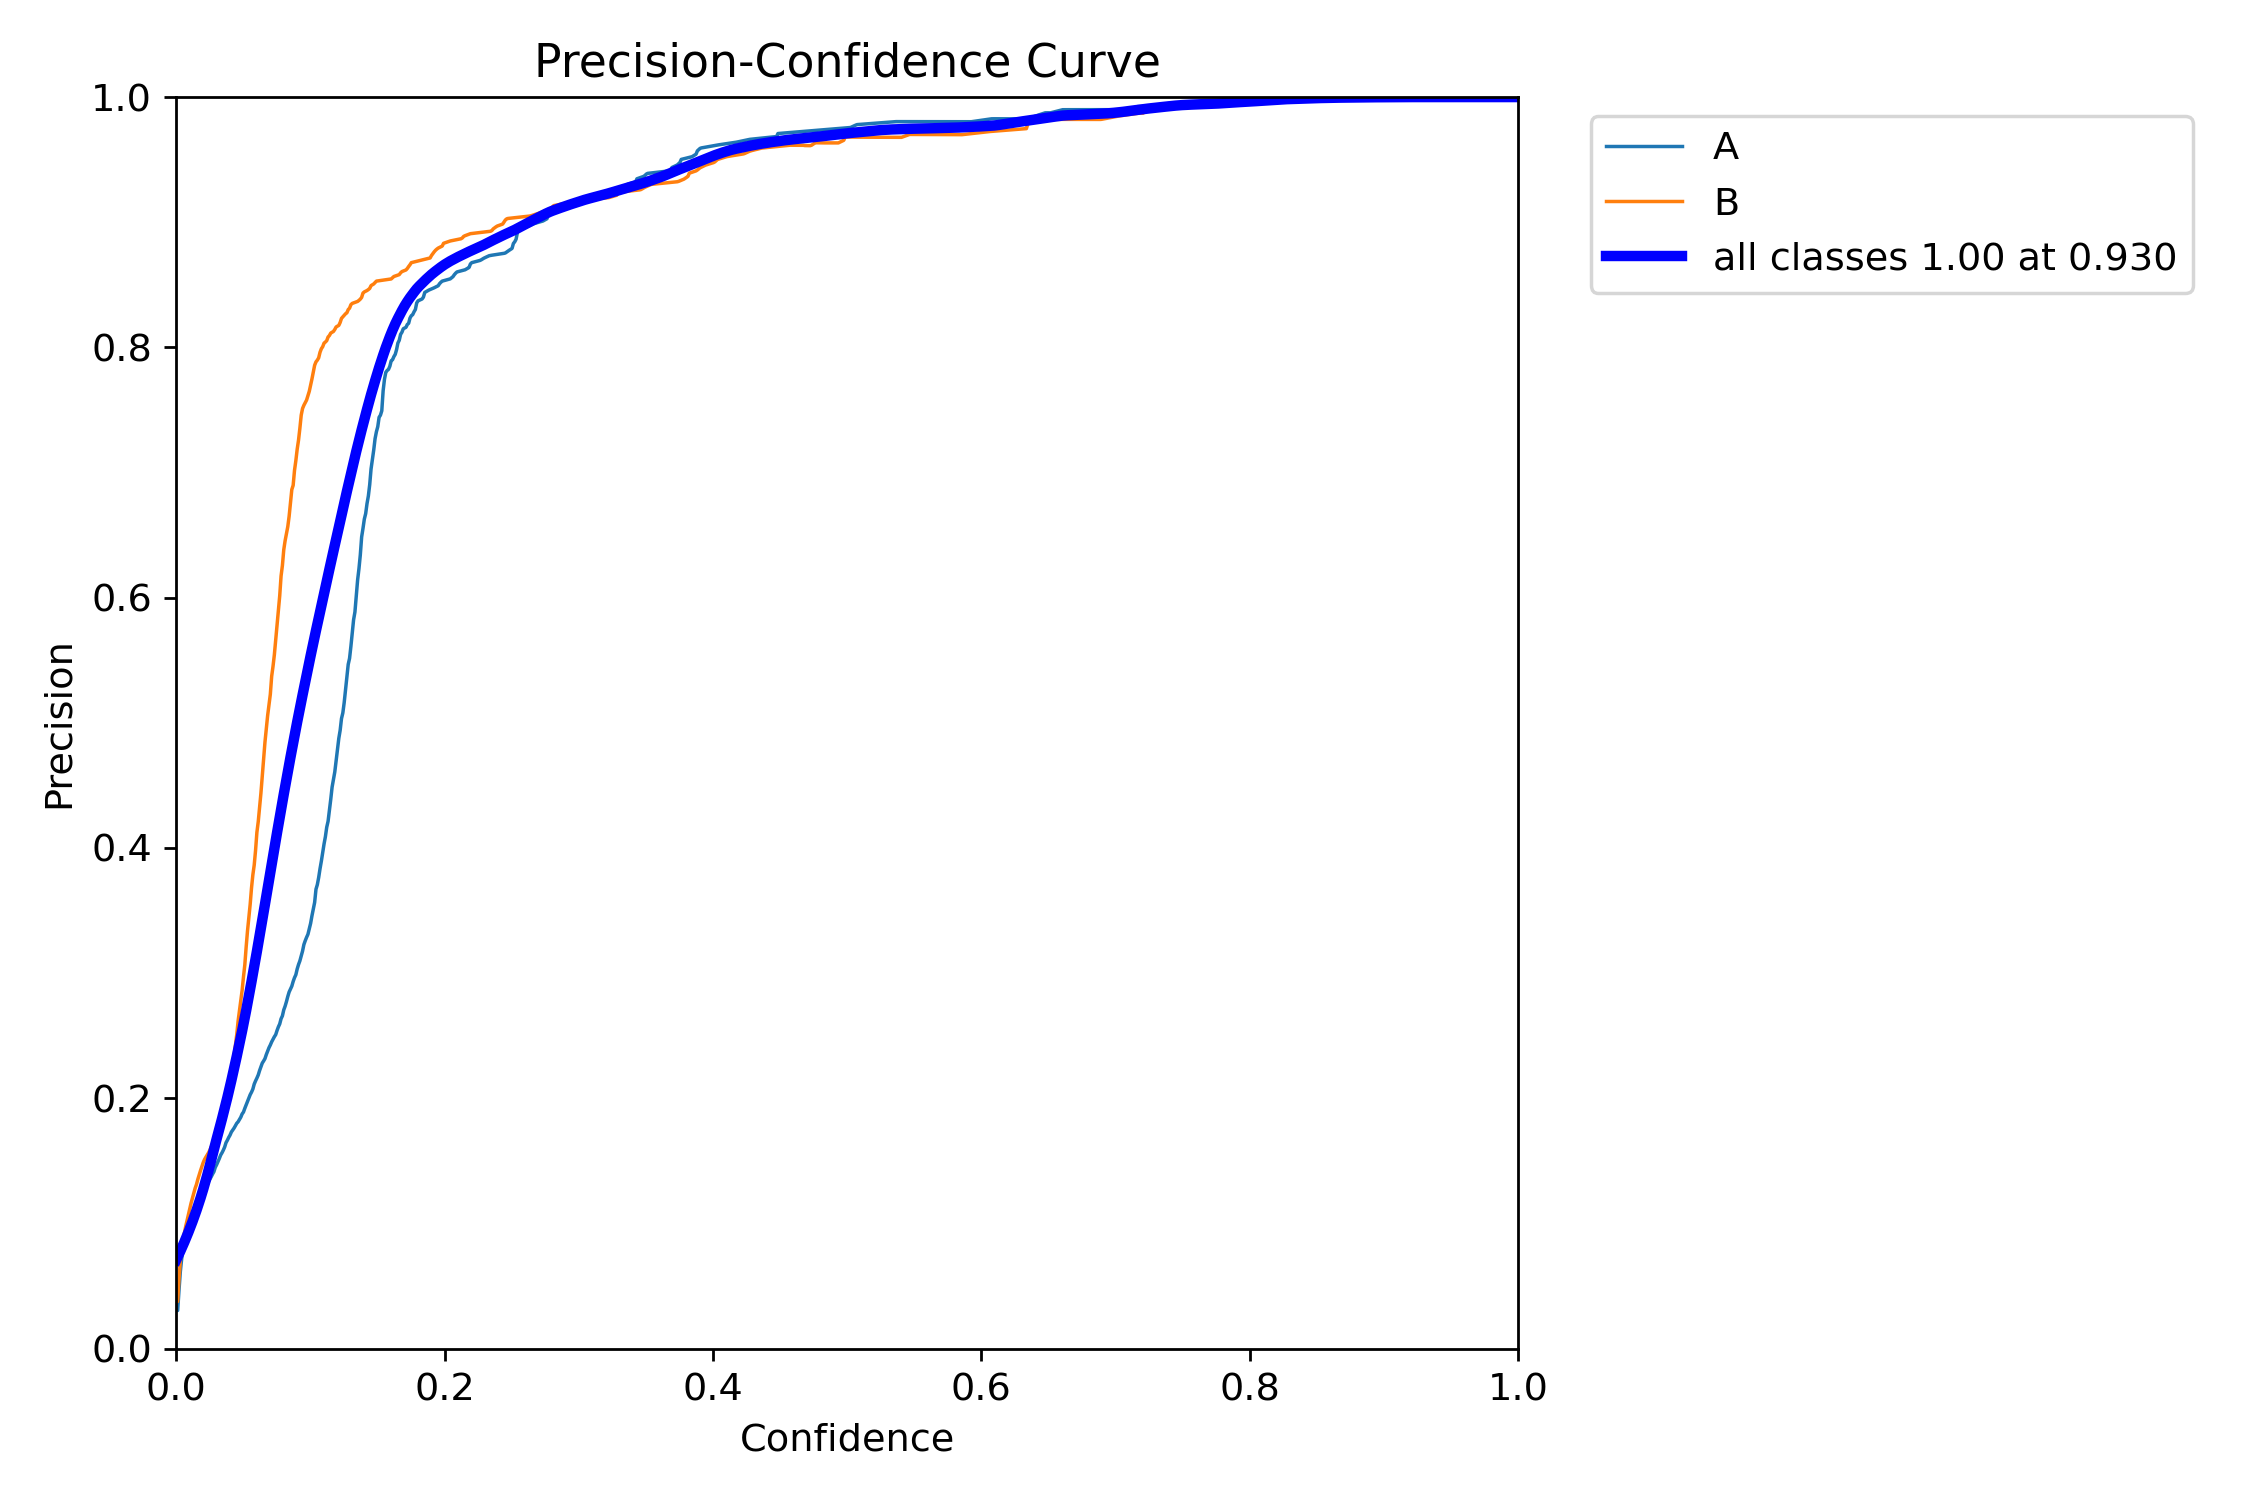 Precision-Confidence Curve
1.0
0.8
0.6
0.4
0.2
0.0
Precision
0.0 0.2 0.4 0.6 0.8 1.0
Confidence
A
B
all classes 1.00 at 0.930